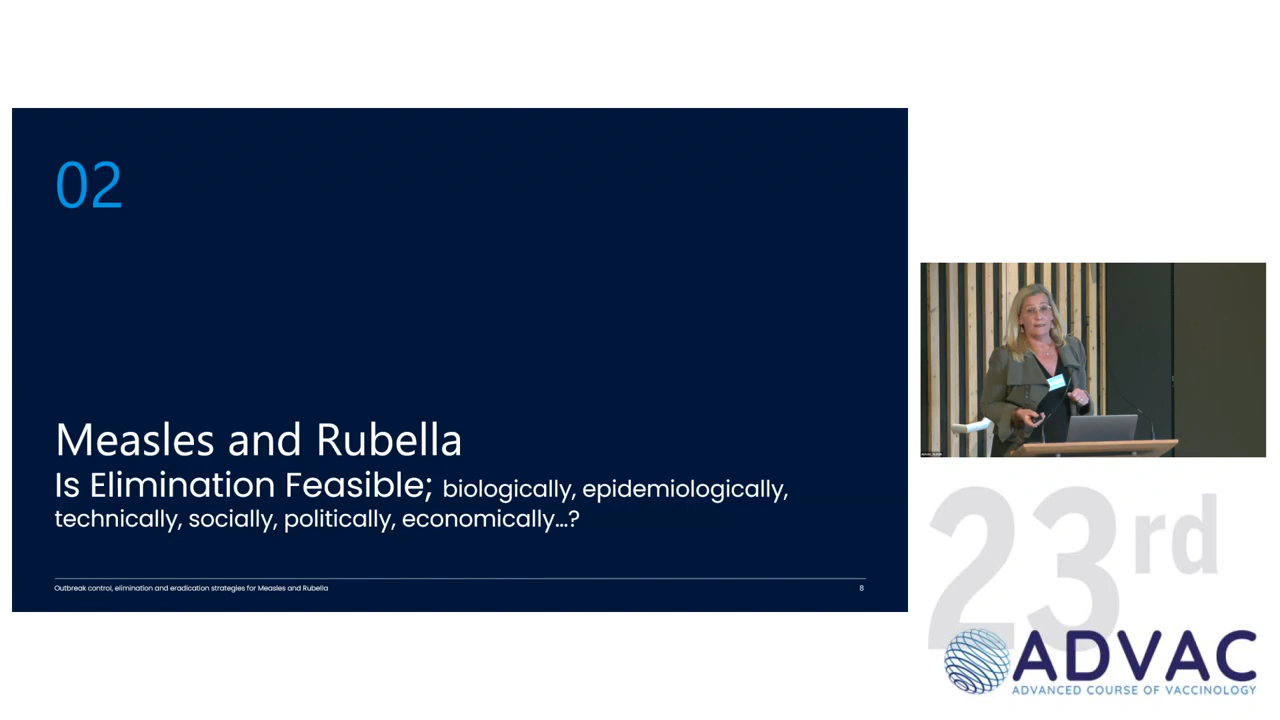 02
Measles and Rubella
Is Elimination Feasible; biologically, epidemiologically,
technically, socially, politically, economically...?
Outbreak control, elimination and eradication strategies for Measles and Rubella
8
23rd
ADVAC
ADVANCED COURSE OF VACCINOLOGY